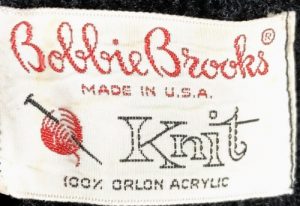 Bobbie Brooks®
MADE IN U.S.A.
Knit
100% ORLON ACRYLIC